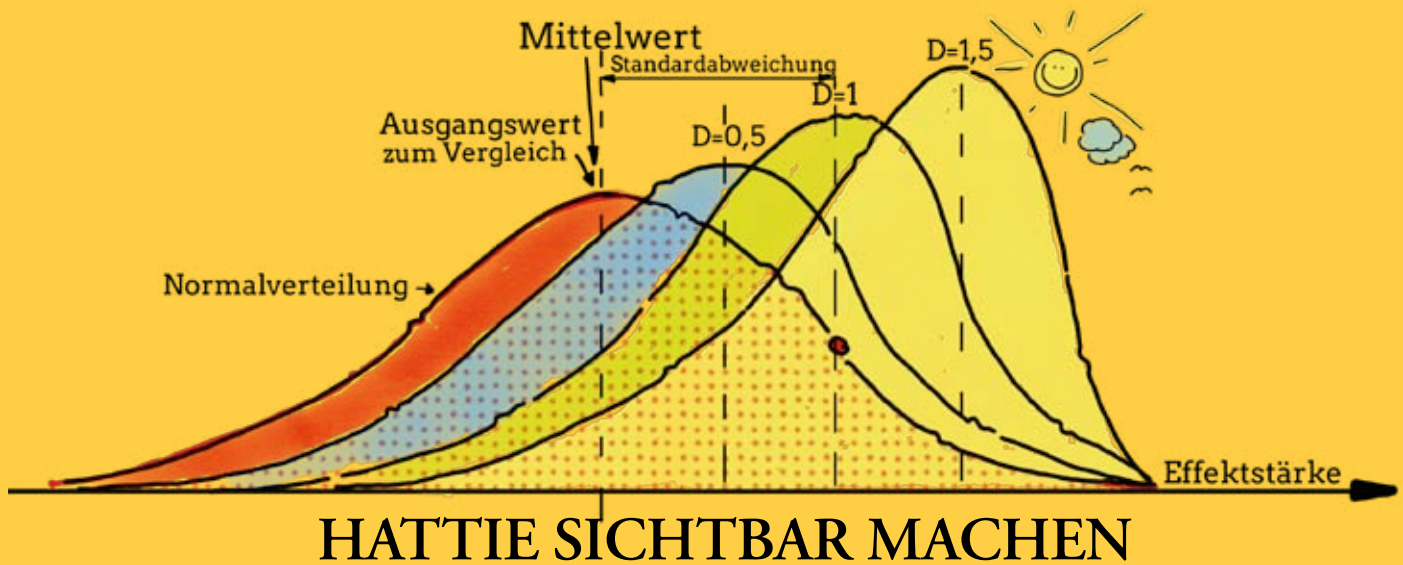 Mittelwert
Standardabweichung
D=1,5
D=1
Ausgangswert
zum Vergleich
D=0,5
Normalverteilung
Effektstärke
HATTIE SICHTBAR MACHEN